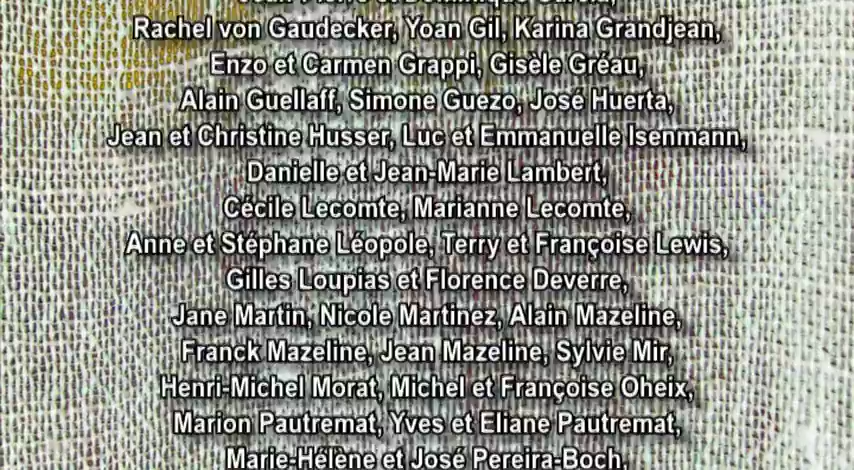 Rachel von Gaudecker, Yoan Gil, Karina Grandjean,
Enzo et Carmen Grappi, Gisèle Gréau,
Alain Guellaff, Simone Guezo, José Huerta,
Jean et Christine Husser, Luc et Emmanuelle Isenmann,
Danielle et Jean-Marie Lambert,
Cécile Lecomte, Marianne Lecomte,
Anne et Stéphane Léopole, Terry et Françoise Lewis,
Gilles Loupias et Florence Deverre,
Jane Martin, Nicole Martinez, Alain Mazeline,
Franck Mazeline, Jean Mazeline, Sylvie Mir,
Henri-Michel Morat, Michel et Françoise Oheix,
Marion Pautremat, Yves et Eliane Pautremat,
Marie-Hélène et José Pereira-Boch,